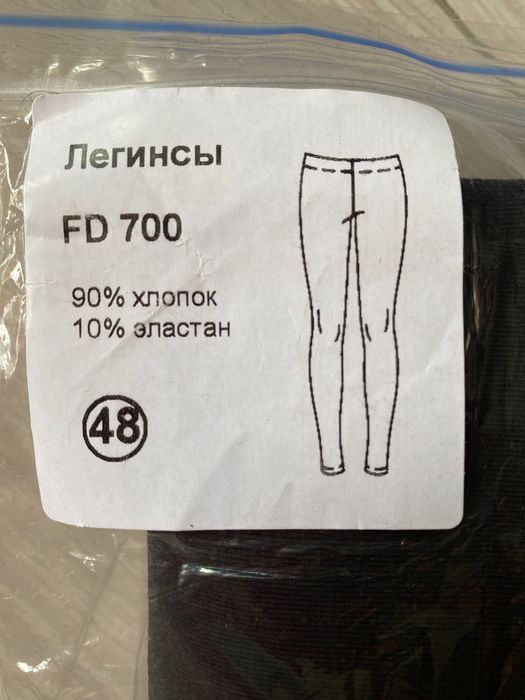 Легинсы
FD 700
90% хлопок
10% эластан
48